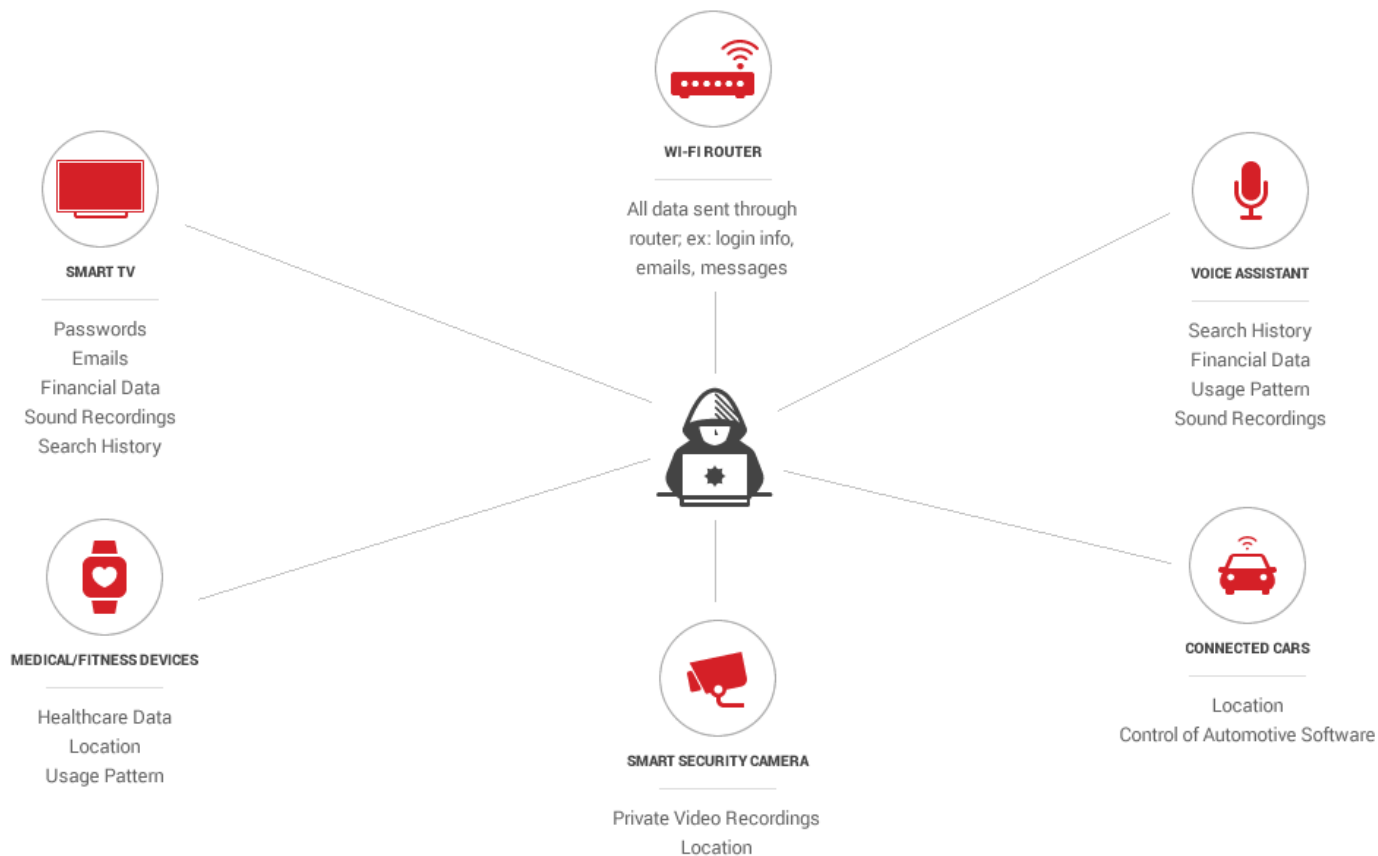 WI-FI ROUTER
All data sent through
router; ex: login info,
emails, messages
SMART TV
Passwords
Emails
Financial Data
Sound Recordings
Search History
VOICE ASSISTANT
Search History
Financial Data
Usage Pattern
Sound Recordings
MEDICAL/FITNESS DEVICES
Healthcare Data
Location
Usage Pattern
SMART SECURITY CAMERA
Private Video Recordings
Location
CONNECTED CARS
Location
Control of Automotive Software